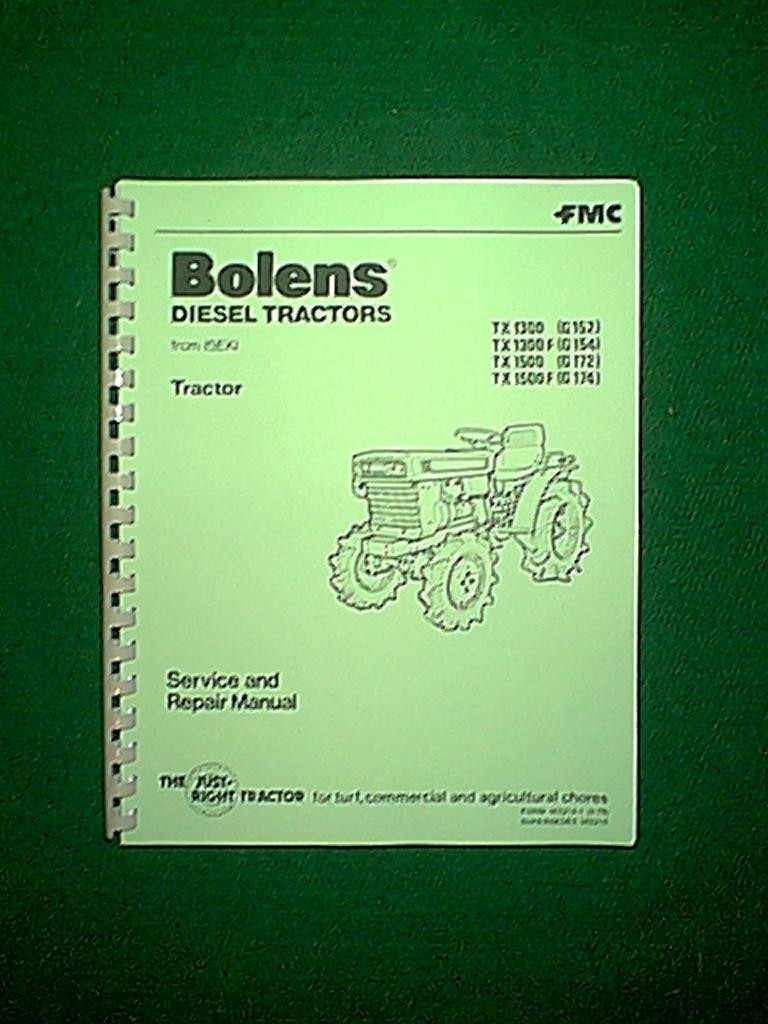 FMC
Bolens®
DIESEL TRACTORS
from ISEKI
Tractor
TX 1300 (G152)
TX 1300 F (G154)
TX 1500 (G172)
TX 1500 F (G174)
Service and
Repair Manual
THE JUST-
RIGHT TRACTOR for turf, commercial and agricultural chores